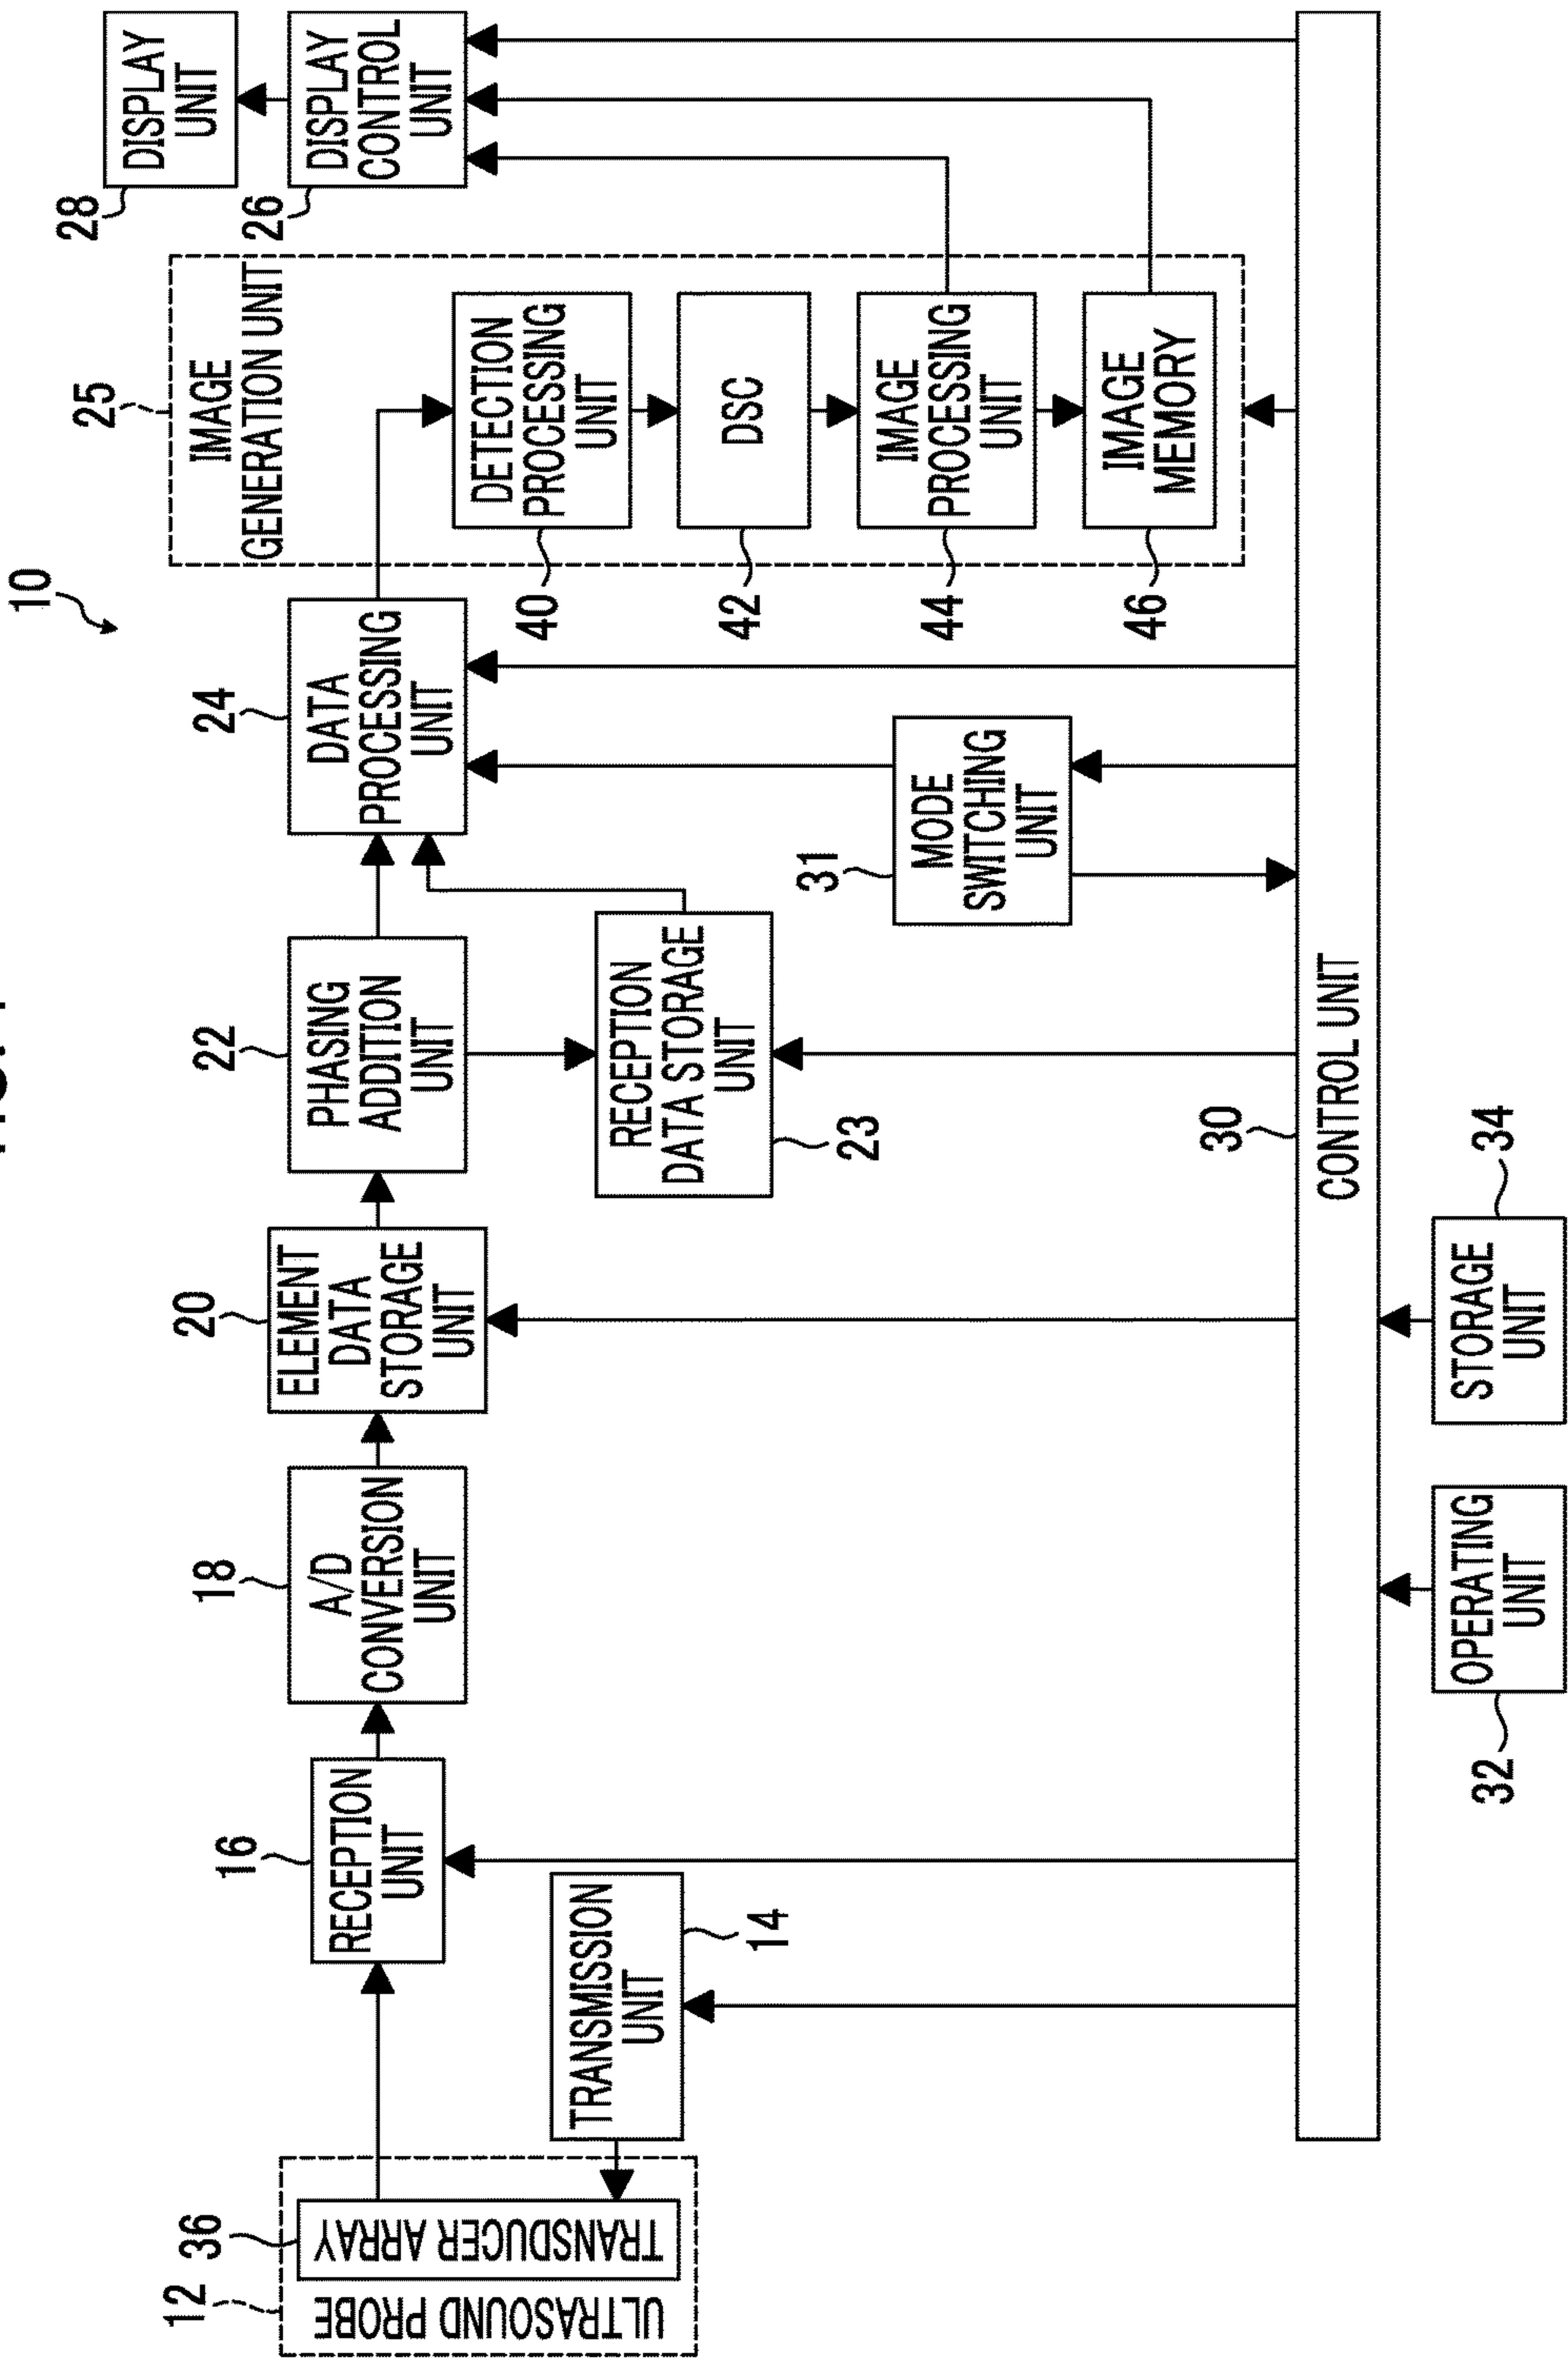 10
12
ULTRASOUND PROBE
36
TRANSDUCER ARRAY
14
TRANSMISSION
UNIT
16
RECEPTION
UNIT
18
A/D
CONVERSION
UNIT
20
ELEMENT
DATA
STORAGE
UNIT
22
PHASING
ADDITION
UNIT
23
RECEPTION
DATA STORAGE
UNIT
24
DATA
PROCESSING
UNIT
25
IMAGE
GENERATION UNIT
40
DETECTION
PROCESSING
UNIT
42
DSC
44
IMAGE
PROCESSING
UNIT
46
IMAGE
MEMORY
28
DISPLAY
UNIT
26
DISPLAY
CONTROL
UNIT
31
MODE
SWITCHING
UNIT
30
CONTROL UNIT
32
OPERATING
UNIT
34
STORAGE
UNIT